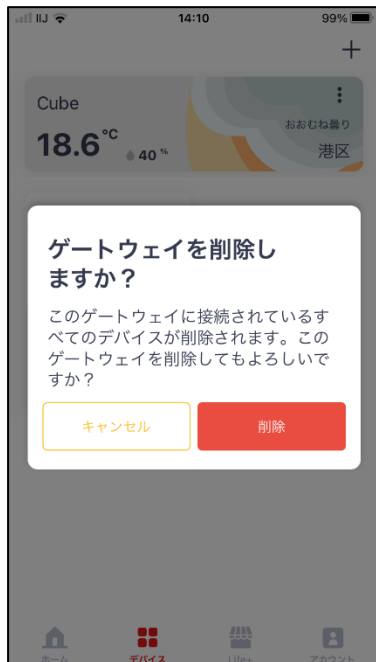 IIJ 14:10 99%
+
Cube
18.6℃ 40 %
おおむね曇り
港区
ゲートウェイを削除し
ますか？
このゲートウェイに接続されているす
べてのデバイスが削除されます。この
ゲートウェイを削除してもよろしいで
すか？
キャンセル 削除
ホーム デバイス Life+ アカウント